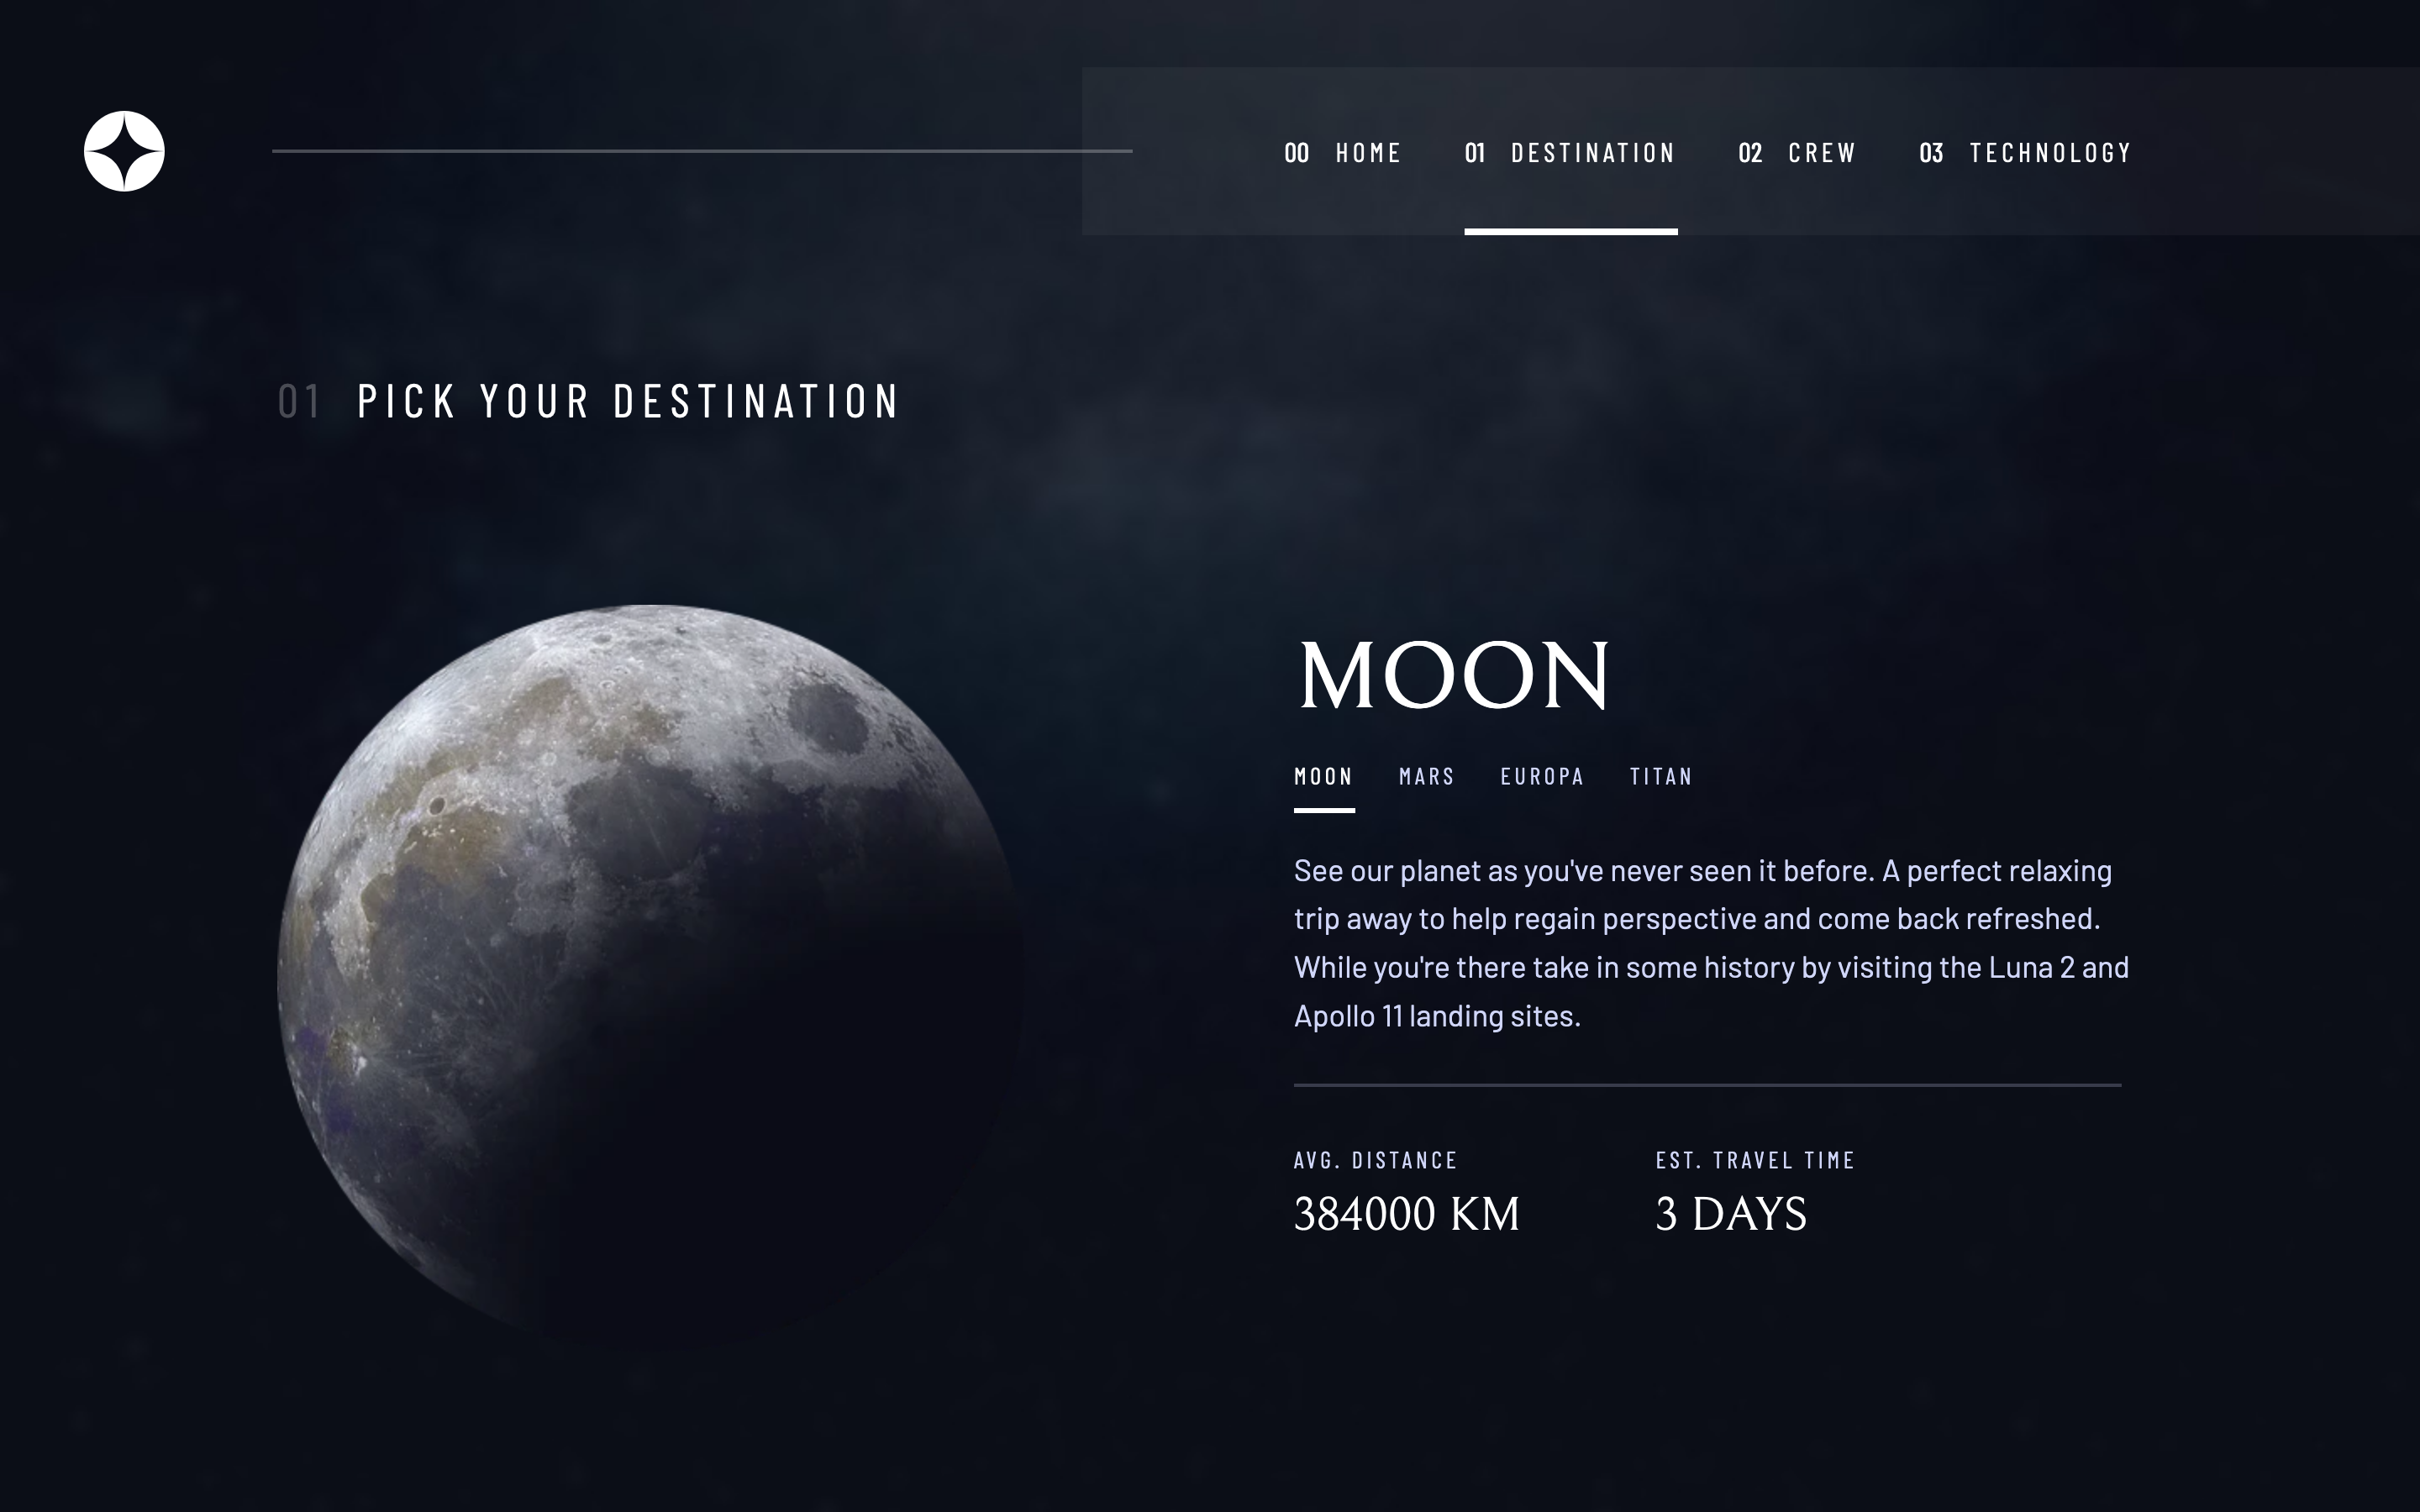 00 HOME 01 DESTINATION 02 CREW 03 TECHNOLOGY
01 PICK YOUR DESTINATION
MOON
MOON MARS EUROPA TITAN
See our planet as you've never seen it before. A perfect relaxing
trip away to help regain perspective and come back refreshed.
While you're there take in some history by visiting the Luna 2 and
Apollo 11 landing sites.
AVG. DISTANCE
384000 KM
EST. TRAVEL TIME
3 DAYS